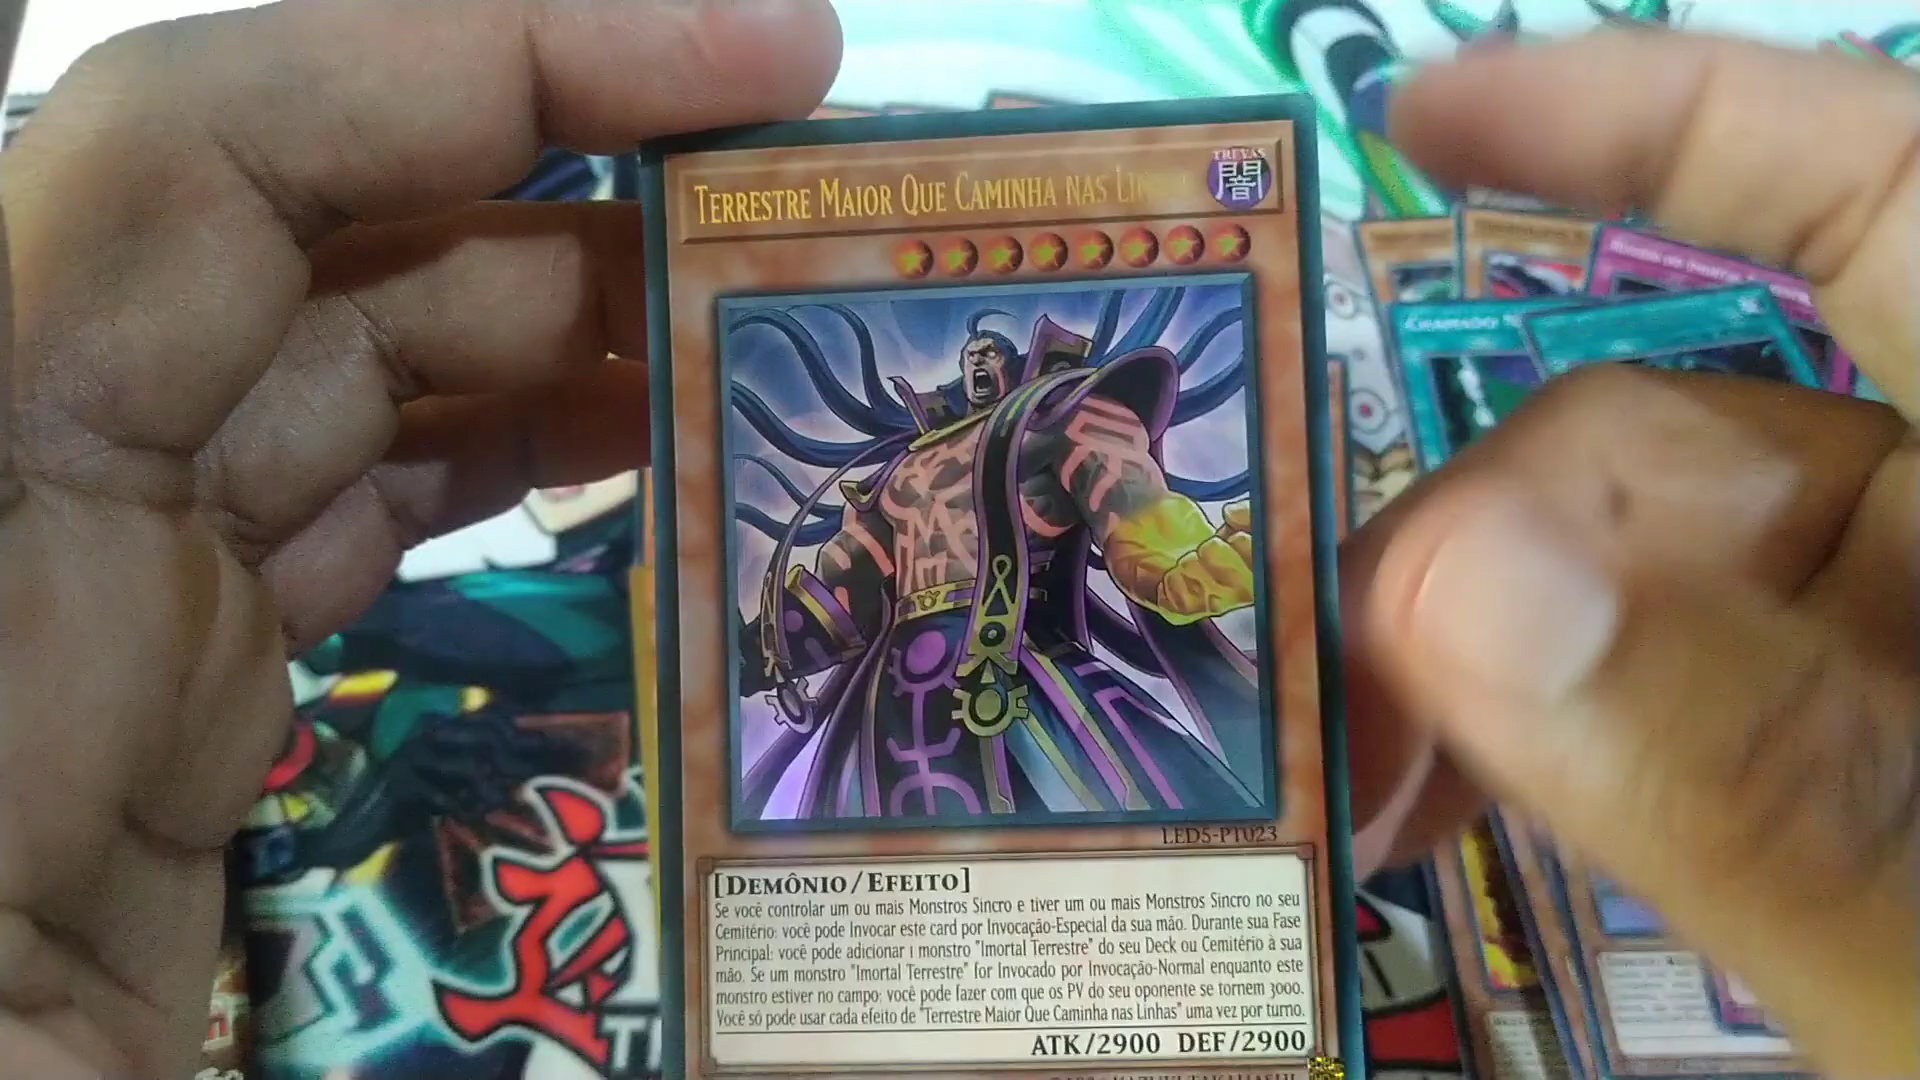 TERRESTRE MAIOR QUE CAMINHA NAS
TREVAS
闇
LED5-PT023
[DEMÔNIO/EFEITO]
Se você controlar um ou mais Monstros Sincro e tiver um ou mais Monstros Sincro no seu
Cemitério: você pode Invocar este card por Invocação-Especial da sua mão. Durante sua Fase
Principal: você pode adicionar 1 monstro "Imortal Terrestre" do seu Deck ou Cemitério à sua
mão. Se um monstro "Imortal Terrestre" for Invocado por Invocação-Normal enquanto este
monstro estiver no campo: você pode fazer com que os PV do seu oponente se tornem 3000.
Você só pode usar cada efeito de "Terrestre Maior Que Caminha nas Linhas" uma vez por turno.
ATK/2900 DEF/2900
CHAMADO